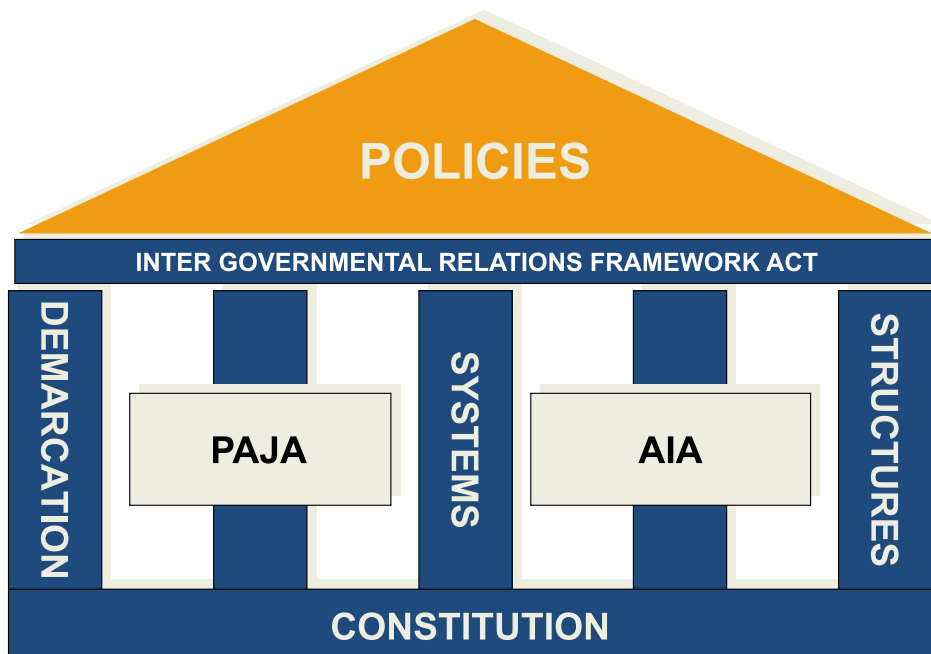 POLICIES
INTER GOVERNMENTAL RELATIONS FRAMEWORK ACT
DEMARCATION
PAJA
SYSTEMS
AIA
STRUCTURES
CONSTITUTION